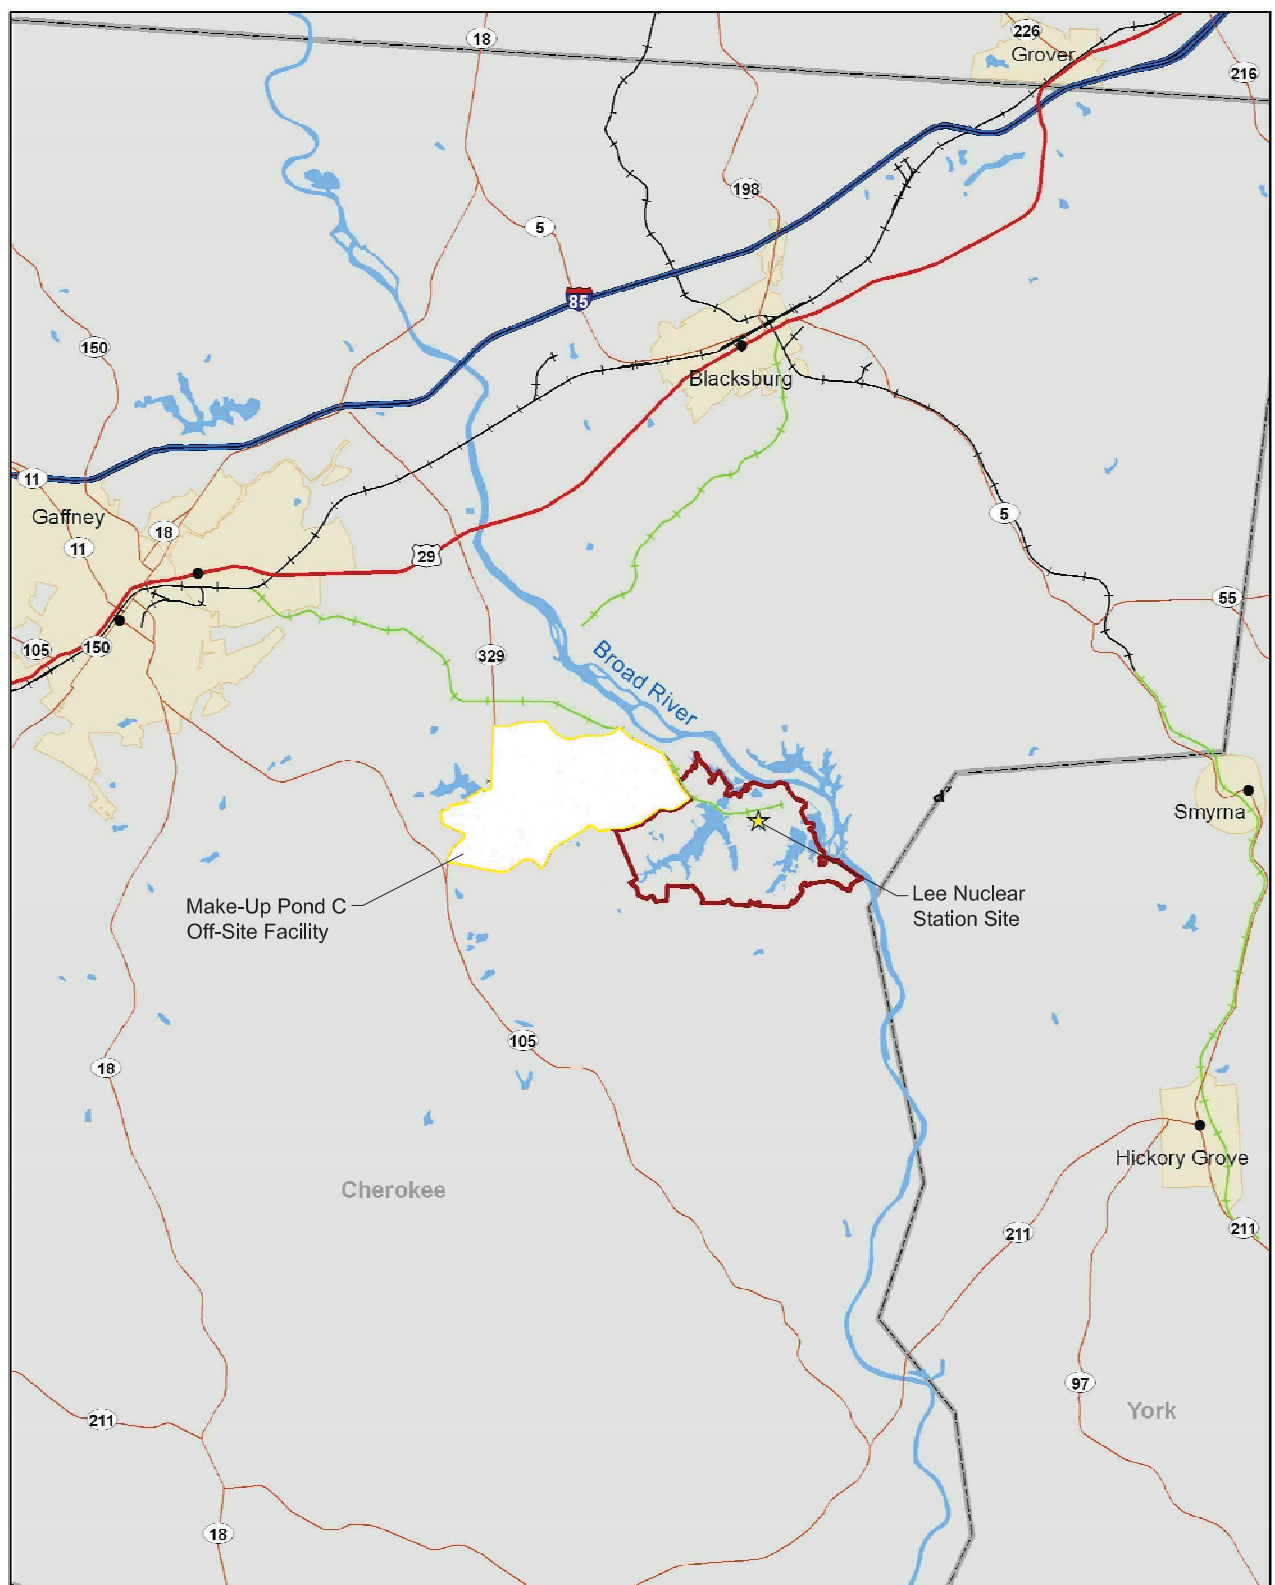 18
226
Grover
216
198
5
85
150
Blacksburg
11
Gaffney
18
11
5
29
55
105
150
329
Broad River
Smyrna
Make-Up Pond C
Off-Site Facility
Lee Nuclear
Station Site
105
18
Hickory Grove
Cherokee
211
211
97
York
211
18